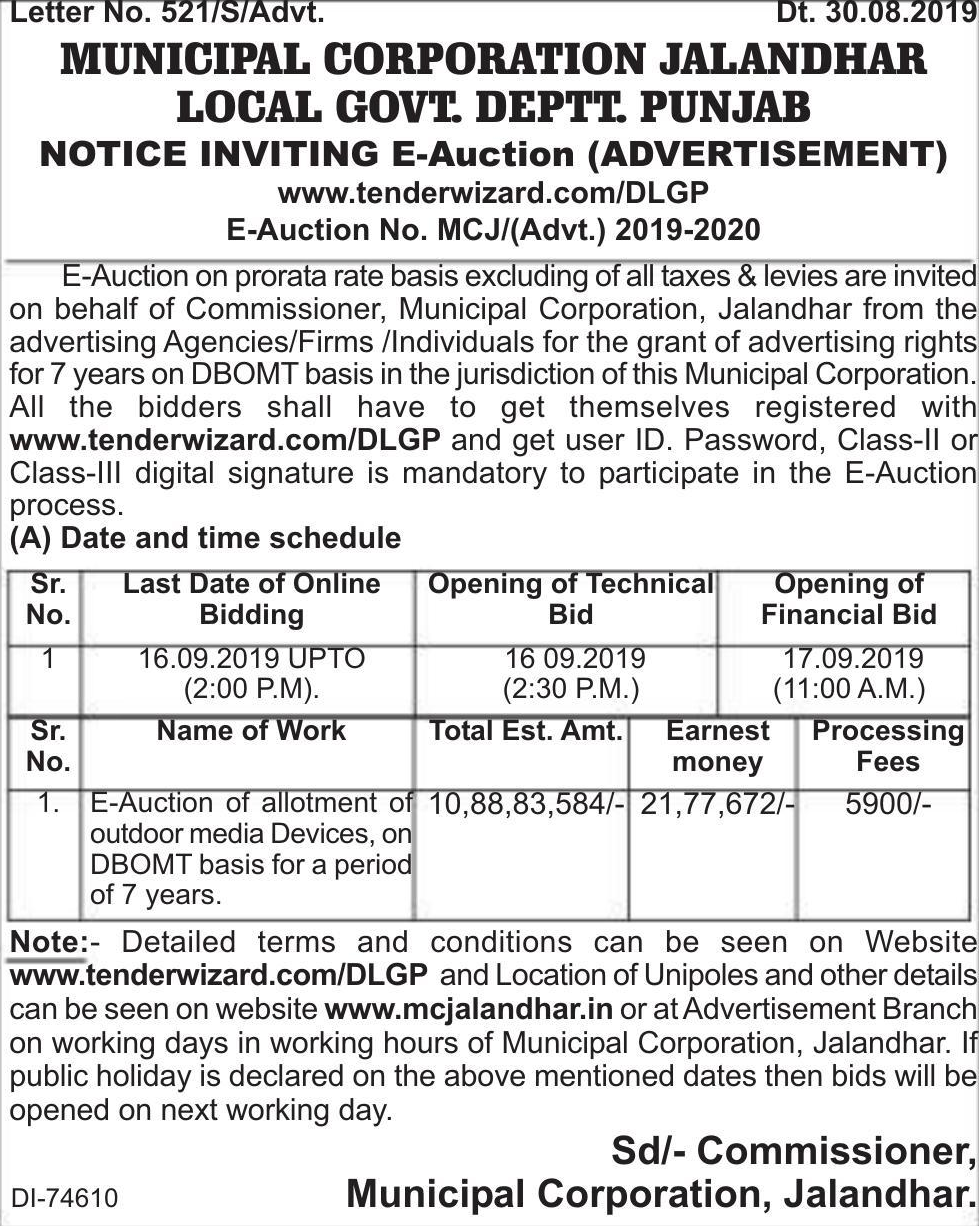 Letter No. 521/S/Advt. Dt. 30.08.2019
MUNICIPAL CORPORATION JALANDHAR
LOCAL GOVT. DEPTT. PUNJAB
NOTICE INVITING E-Auction (ADVERTISEMENT)
www.tenderwizard.com/DLGP
E-Auction No. MCJ/(Advt.) 2019-2020
E-Auction on prorata rate basis excluding of all taxes & levies are invited
on behalf of Commissioner, Municipal Corporation, Jalandhar from the
advertising Agencies/Firms /Individuals for the grant of advertising rights
for 7 years on DBOMT basis in the jurisdiction of this Municipal Corporation.
All the bidders shall have to get themselves registered with
www.tenderwizard.com/DLGP and get user ID. Password, Class-II or
Class-III digital signature is mandatory to participate in the E-Auction
process.
(A) Date and time schedule
Sr. Last Date of Online Opening of Technical Opening of
No. Bidding Bid Financial Bid
1 16.09.2019 UPTO 16 09.2019 17.09.2019
(2:00 P.M). (2:30 P.M.) (11:00 A.M.)
Sr. Name of Work Total Est. Amt. Earnest Processing
No. money Fees
1. E-Auction of allotment of 10,88,83,584/- 21,77,672/- 5900/-
outdoor media Devices, on
DBOMT basis for a period
of 7 years.
Note:- Detailed terms and conditions can be seen on Website
www.tenderwizard.com/DLGP and Location of Unipoles and other details
can be seen on website www.mcjalandhar.in or at Advertisement Branch
on working days in working hours of Municipal Corporation, Jalandhar. If
public holiday is declared on the above mentioned dates then bids will be
opened on next working day.
Sd/- Commissioner,
DI-74610 Municipal Corporation, Jalandhar.